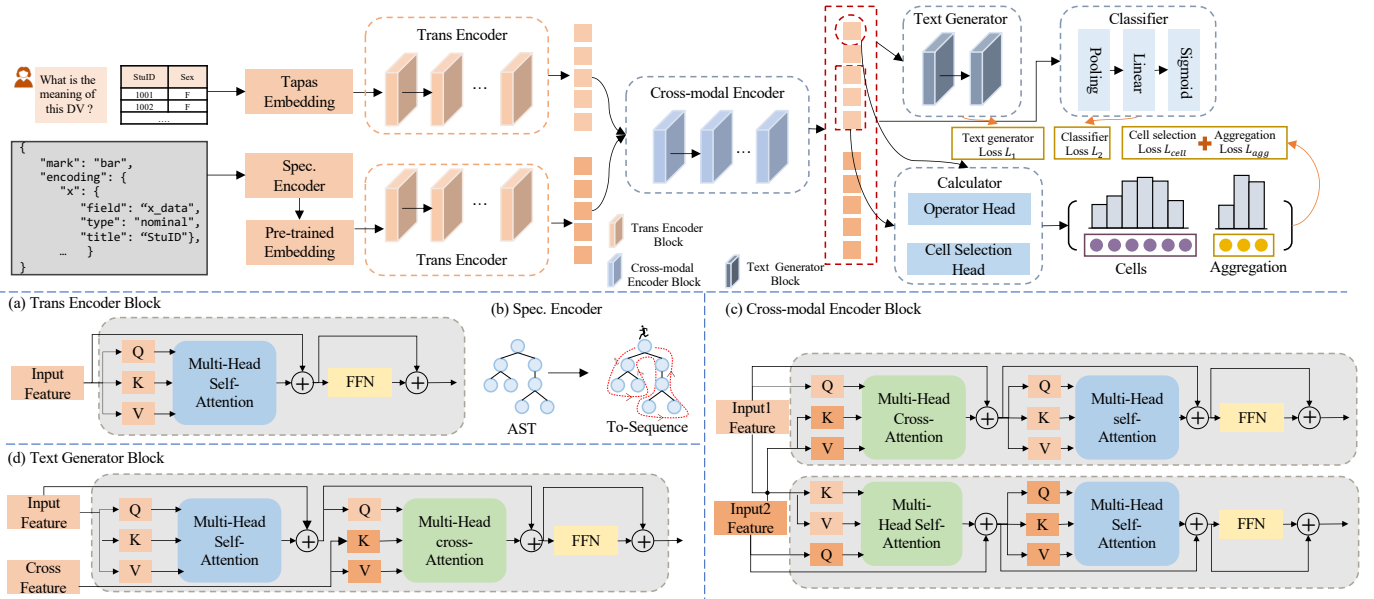 What is the
meaning of
this DV ?
StuID Sex
1001 F
1002 F
....
Tapas
Embedding
Trans Encoder
...
{
"mark": "bar",
"encoding": {
"x": {
"field": “x_data",
"type": "nominal",
"title": “StuID"},
… }
}
Spec.
Encoder
Pre-trained
Embedding
...
Trans Encoder
Cross-modal Encoder
...
Trans Encoder
Block
Cross-modal
Encoder Block
Text Generator
Block
Text Generator
Classifier
Pooling
Linear
Sigmoid
Text generator
Loss L1
Classifier
Loss L2
Cell selection
Loss Lcell
+
Aggregation
Loss Lagg
Calculator
Operator Head
Cell Selection
Head
Cells
Aggregation
(a) Trans Encoder Block
Input
Feature
Q
K
V
Multi-Head
Self-
Attention
FFN
(b) Spec. Encoder
AST
To-Sequence
(c) Cross-modal Encoder Block
Input1
Feature
Q
K
V
Multi-Head
Cross-
Attention
Q
K
V
Multi-Head
self-
Attention
FFN
Input2
Feature
K
V
Q
Multi-
Head Self-
Attention
Q
K
V
Multi-Head
Self-
Attention
FFN
(d) Text Generator Block
Input
Feature
Cross
Feature
Q
K
V
Multi-Head
Self-
Attention
Q
K
V
Multi-Head
cross-
Attention
FFN